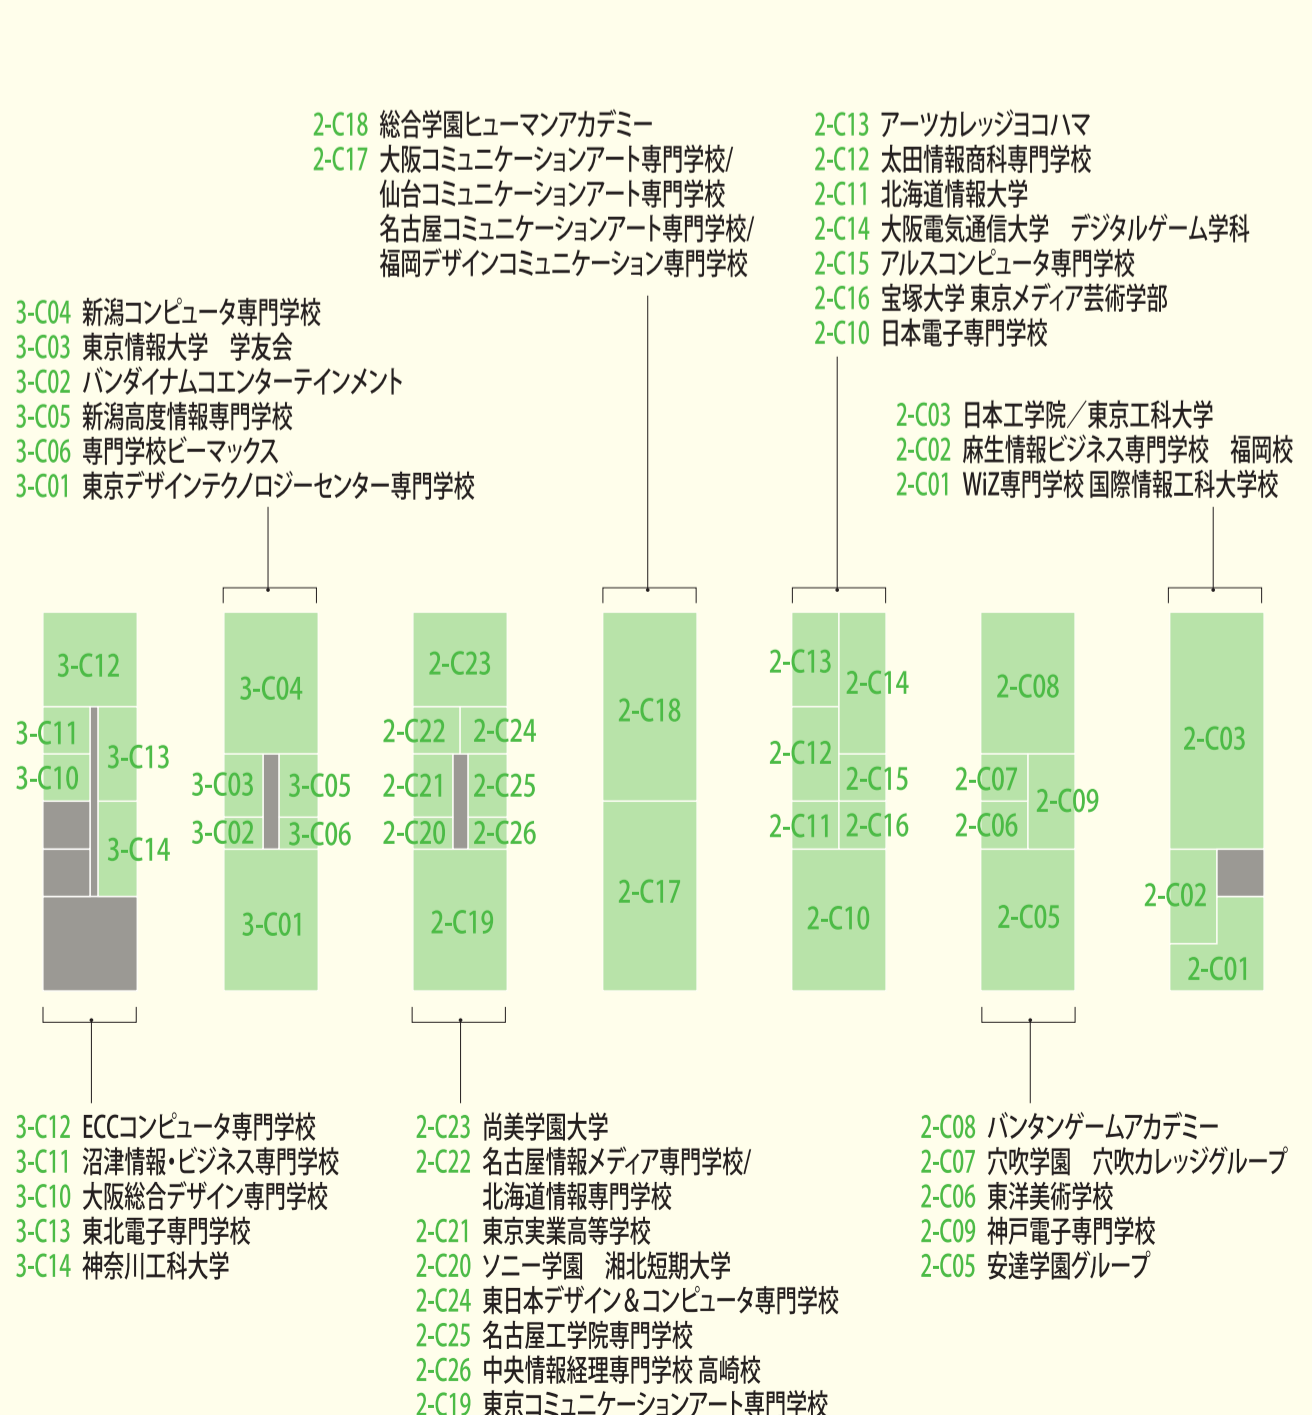 2-C18 総合学園ヒューマンアカデミー
2-C17 大阪コミュニケーションアート専門学校/
仙台コミュニケーションアート専門学校
名古屋コミュニケーションアート専門学校/
福岡デザインコミュニケーション専門学校
2-C13 アーツカレッジヨコハマ
2-C12 太田情報商科専門学校
2-C11 北海道情報大学
2-C14 大阪電気通信大学　デジタルゲーム学科
2-C15 アルスコンピュータ専門学校
2-C16 宝塚大学 東京メディア芸術学部
2-C10 日本電子専門学校
3-C04 新潟コンピュータ専門学校
3-C03 東京情報大学　学友会
3-C02 バンダイナムコエンターテインメント
3-C05 新潟高度情報専門学校
3-C06 専門学校ビーマックス
3-C01 東京デザインテクノロジーセンター専門学校
2-C03 日本工学院／東京工科大学
2-C02 麻生情報ビジネス専門学校　福岡校
2-C01 WiZ専門学校 国際情報工科大学校
3-C12
3-C11
3-C10
3-C13
3-C14
3-C04
3-C03
3-C02
3-C05
3-C06
3-C01
2-C23
2-C22
2-C24
2-C21
2-C25
2-C20
2-C26
2-C19
2-C18
2-C17
2-C13
2-C14
2-C12
2-C15
2-C11
2-C16
2-C10
2-C08
2-C07
2-C09
2-C06
2-C05
2-C03
2-C02
2-C01
3-C12 ECCコンピュータ専門学校
3-C11 沼津情報・ビジネス専門学校
3-C10 大阪総合デザイン専門学校
3-C13 東北電子専門学校
3-C14 神奈川工科大学
2-C23 尚美学園大学
2-C22 名古屋情報メディア専門学校/
北海道情報専門学校
2-C21 東京実業高等学校
2-C20 ソニー学園　湘北短期大学
2-C24 東日本デザイン＆コンピュータ専門学校
2-C25 名古屋工学院専門学校
2-C26 中央情報経理専門学校 高崎校
2-C19 東京コミュニケーションアート専門学校
2-C08 バンタンゲームアカデミー
2-C07 穴吹学園　穴吹カレッジグループ
2-C06 東洋美術学校
2-C09 神戸電子専門学校
2-C05 安達学園グループ